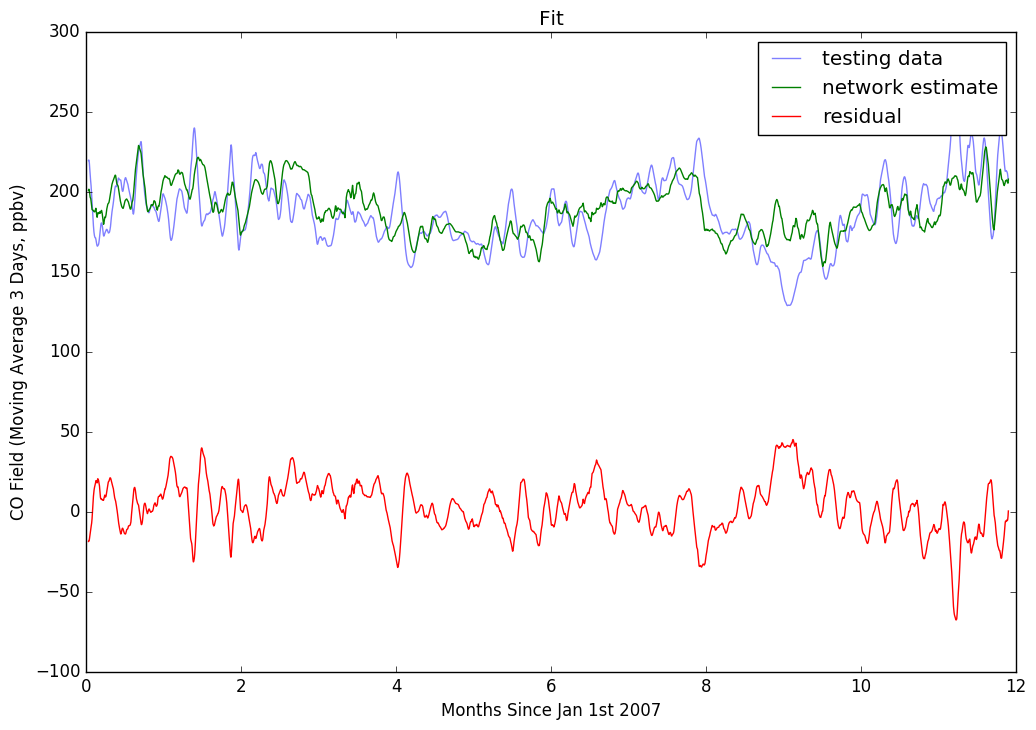 Fit
300
250
200
150
100
50
0
−50
−100
CO Field (Moving Average 3 Days, ppbv)
testing data
network estimate
residual
0 2 4 6 8 10 12
Months Since Jan 1st 2007